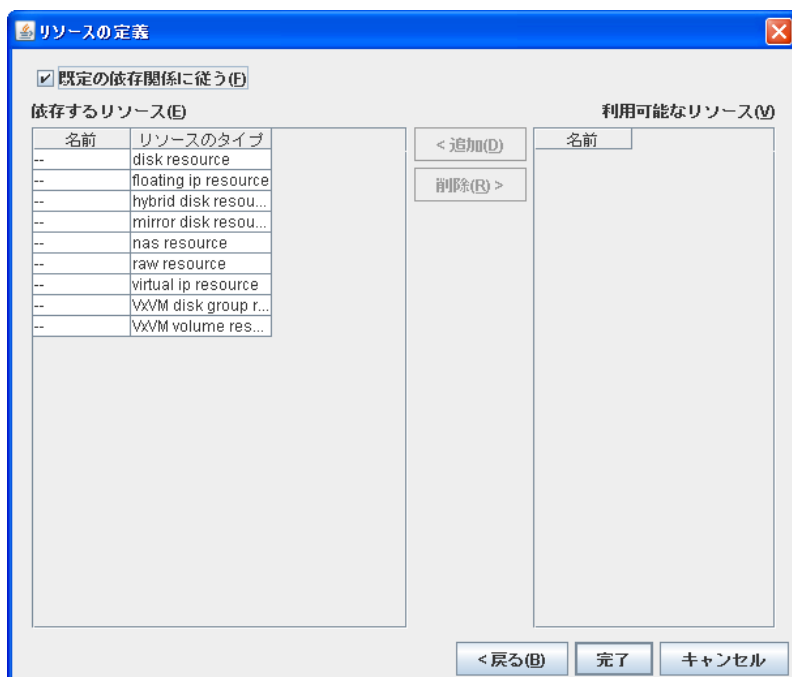 リソースの定義
既定の依存関係に従う(F)
依存するリソース(E)
利用可能なリソース(V)
名前 リソースのタイプ
< 追加(D)
名前
-- disk resource
-- floating ip resource
削除(R) >
-- hybrid disk resou...
-- mirror disk resou...
-- nas resource
-- raw resource
-- virtual ip resource
-- VxVM disk group r...
-- VxVM volume res...
<戻る(B)
完了
キャンセル